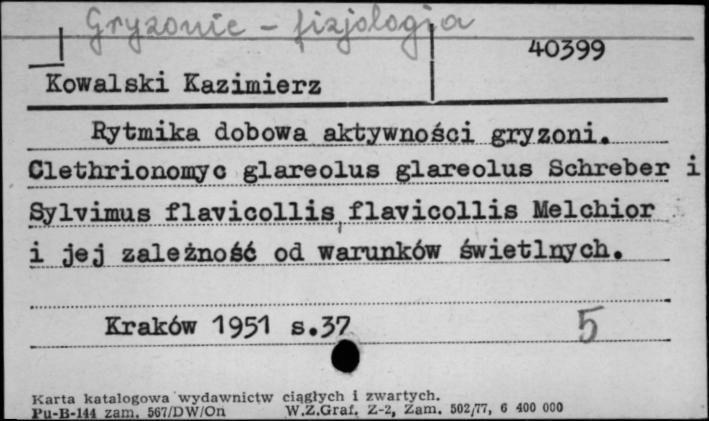 Gryzonie - fizjologia
40399
Kowalski Kazimierz
Rytmika dobowa aktywności gryzoni.
Clethrionomyc glareolus glareolus Schreber i
Sylvimus flavicollis flavicollis Melchior
i jej zależność od warunków świetlnych.
Kraków 1951 s.37
5
Karta katalogowa wydawnictw ciągłych i zwartych.
Pu-B-144 zam. 567/DW/On W.Z.Graf. Z-2, Zam. 502/77, 6 400 000